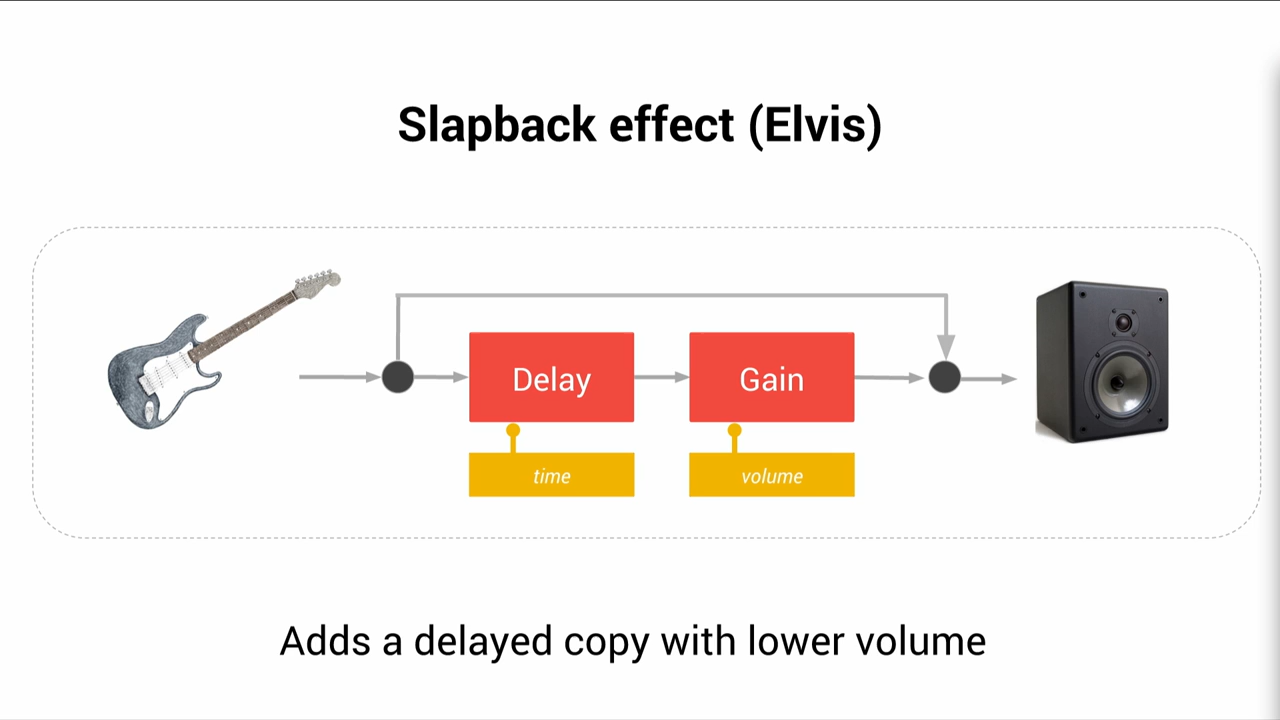 Slapback effect (Elvis)
Delay
Gain
time
volume
Adds a delayed copy with lower volume